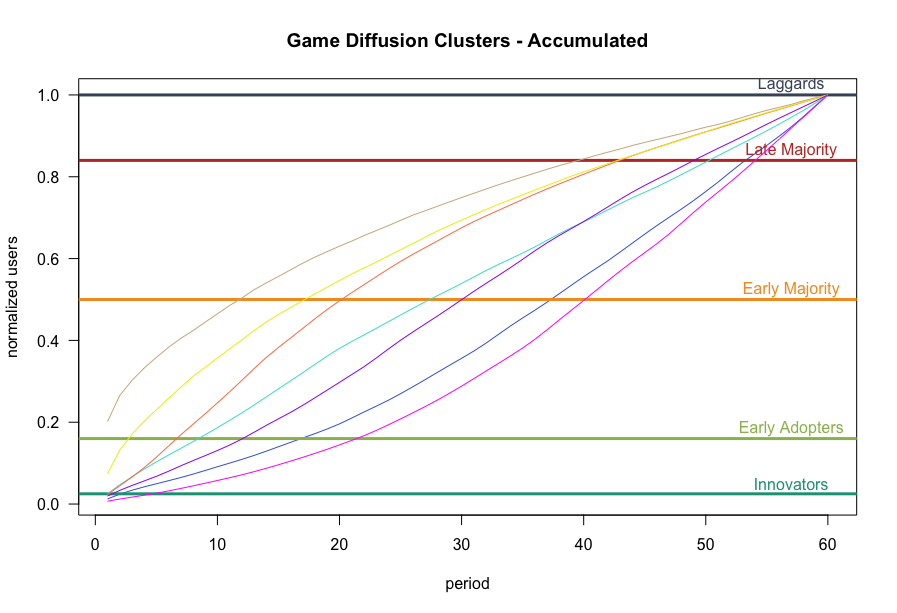 Game Diffusion Clusters - Accumulated
Laggards
1.0
Late Majority
0.8
normalized users
0.6
Early Majority
0.4
Early Adopters
0.2
Innovators
0.0
0 10 20 30 40 50 60
period